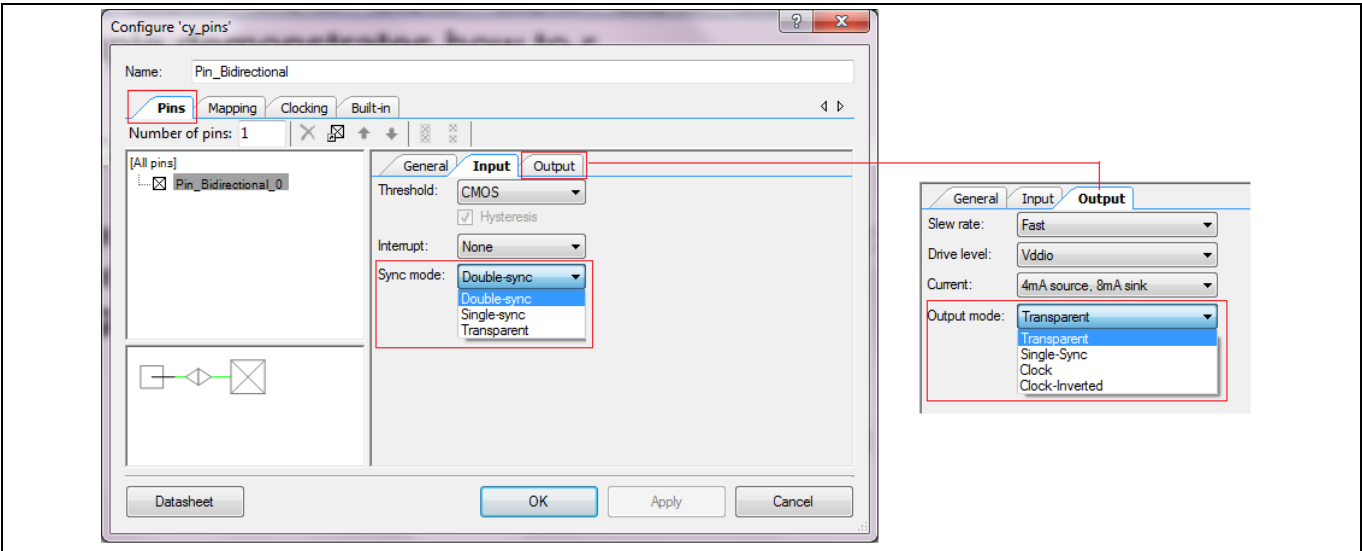 Configure 'cy_pins'
Name: Pin_Bidirectional
Pins Mapping Clocking Built-in
Number of pins: 1
[All pins]
Pin_Bidirectional_0
General Input Output
Threshold: CMOS
Hysteresis
Interrupt: None
Sync mode: Double-sync
Double-sync
Single-sync
Transparent
Datasheet OK Apply Cancel
General Input Output
Slew rate: Fast
Drive level: Vddio
Current: 4mA source, 8mA sink
Output mode: Transparent
Transparent
Single-Sync
Clock
Clock-Inverted